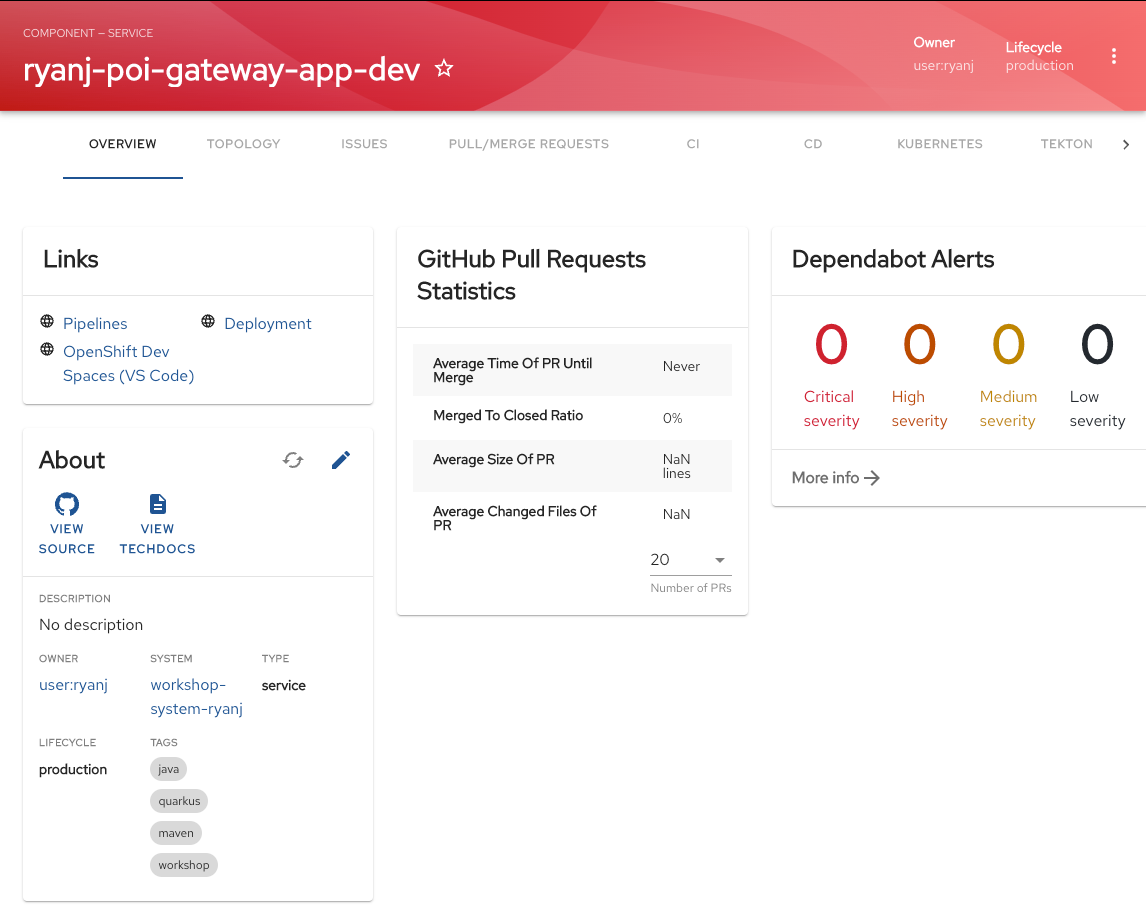 COMPONENT — SERVICE
ryanj-poi-gateway-app-dev
Owner
user:ryanj
Lifecycle
production
OVERVIEW
TOPOLOGY
ISSUES
PULL/MERGE REQUESTS
CI
CD
KUBERNETES
TEKTON
Links
Pipelines
Deployment
OpenShift Dev
Spaces (VS Code)
About
VIEW
SOURCE
VIEW
TECHDOCS
DESCRIPTION
No description
OWNER
user:ryanj
SYSTEM
workshop-
system-ryanj
TYPE
service
LIFECYCLE
production
TAGS
java
quarkus
maven
workshop
GitHub Pull Requests
Statistics
Average Time Of PR Until
Merge
Never
Merged To Closed Ratio
0%
Average Size Of PR
NaN
lines
Average Changed Files Of
PR
NaN
20
Number of PRs
Dependabot Alerts
0
Critical
severity
0
High
severity
0
Medium
severity
0
Low
severity
More info